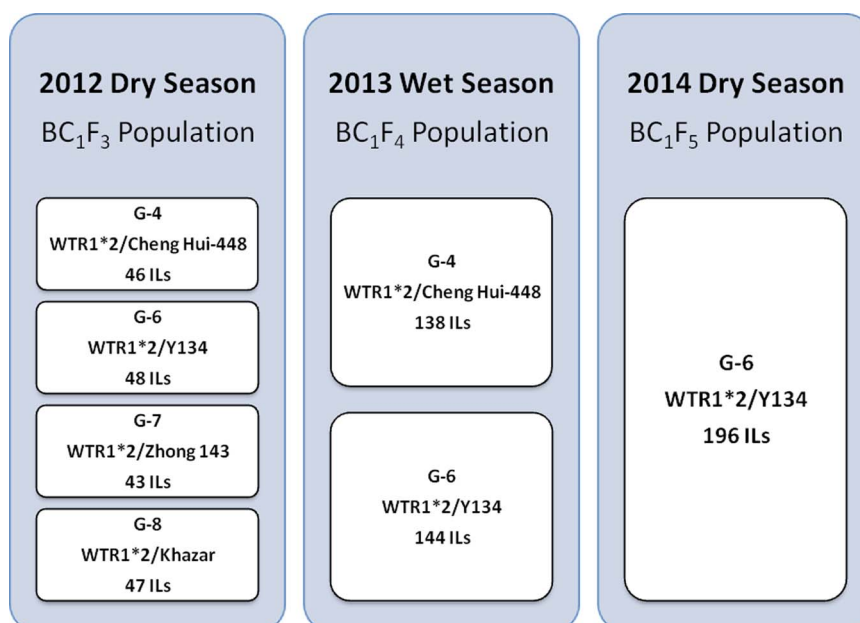 2012 Dry Season
BC₁F₃ Population
G-4
WTR1*2/Cheng Hui-448
46 ILs
G-6
WTR1*2/Y134
48 ILs
G-7
WTR1*2/Zhong 143
43 ILs
G-8
WTR1*2/Khazar
47 ILs
2013 Wet Season
BC₁F₄ Population
G-4
WTR1*2/Cheng Hui-448
138 ILs
G-6
WTR1*2/Y134
144 ILs
2014 Dry Season
BC₁F₅ Population
G-6
WTR1*2/Y134
196 ILs